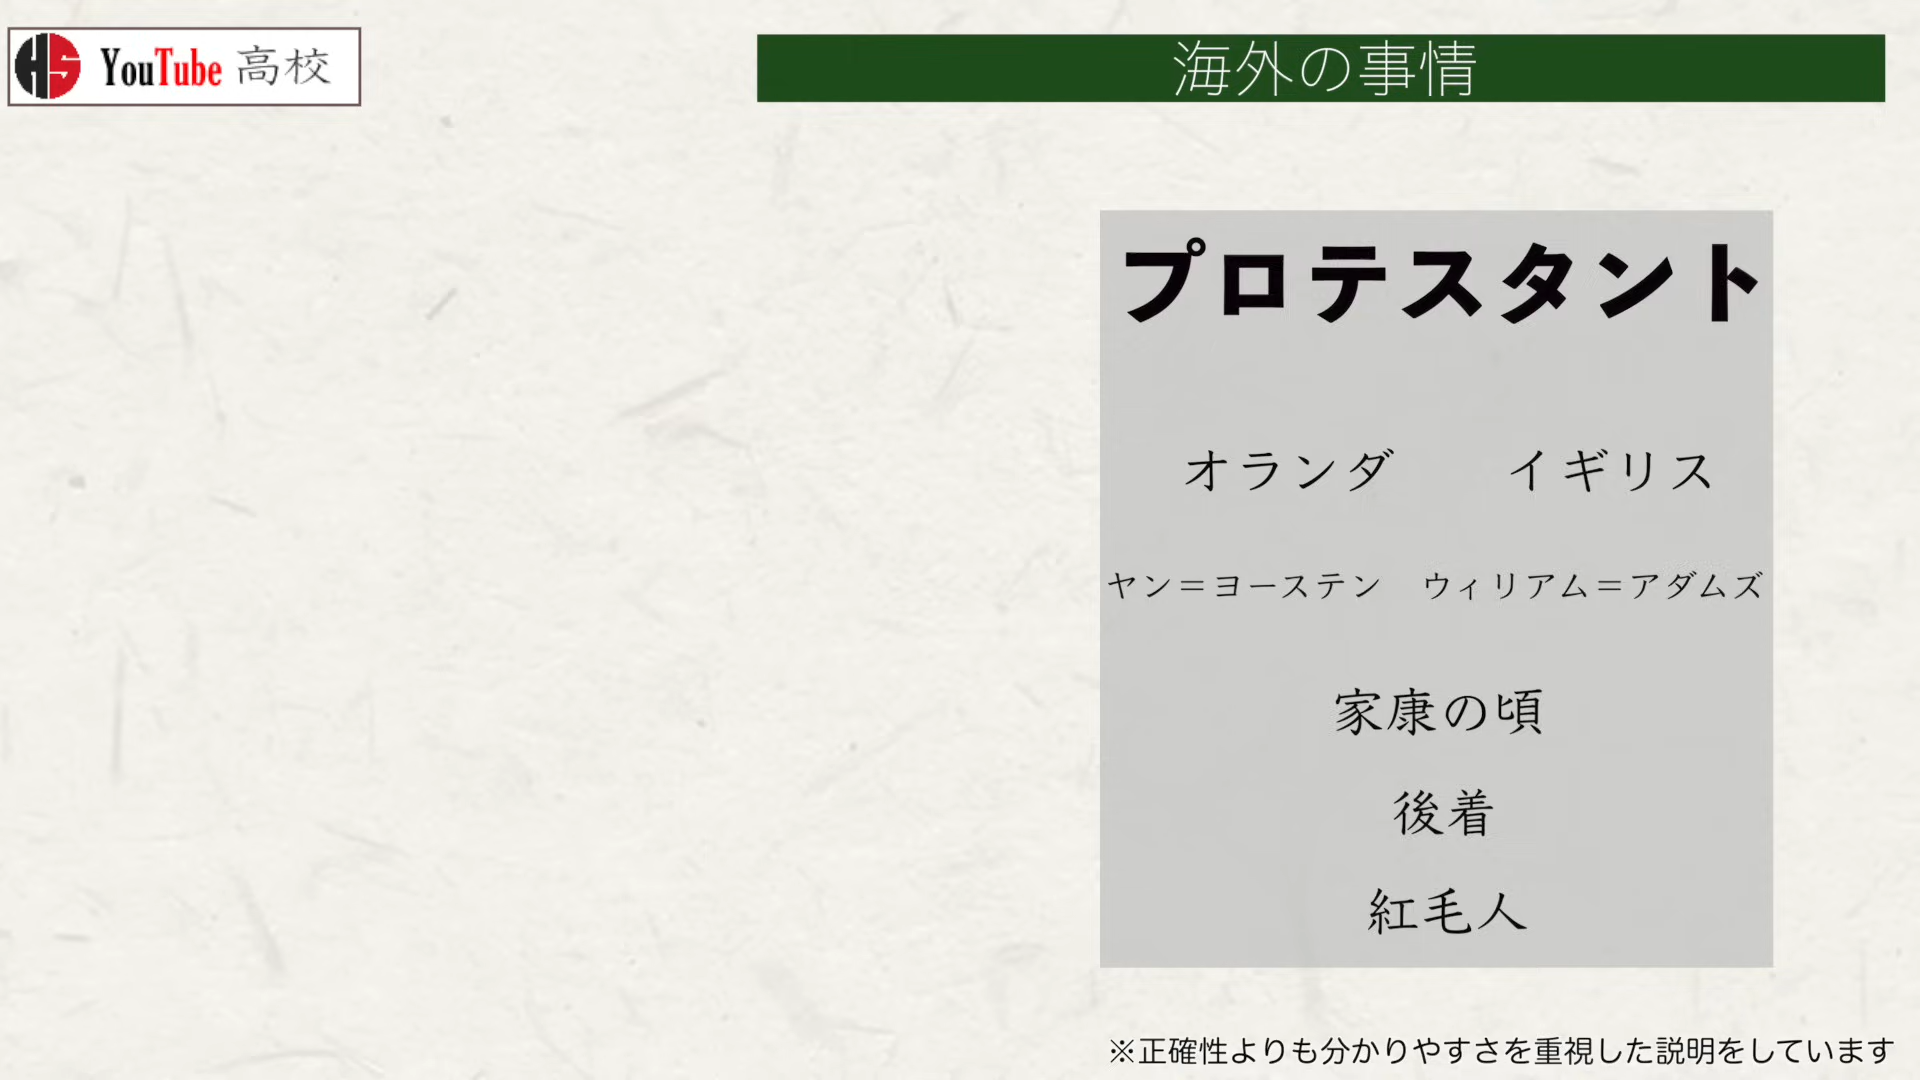 HS YouTube 高校
海外の事情
プロテスタント
オランダ イギリス
ヤン＝ヨーステン ウィリアム＝アダムズ
家康の頃
後着
紅毛人
※正確性よりも分かりやすさを重視した説明をしています